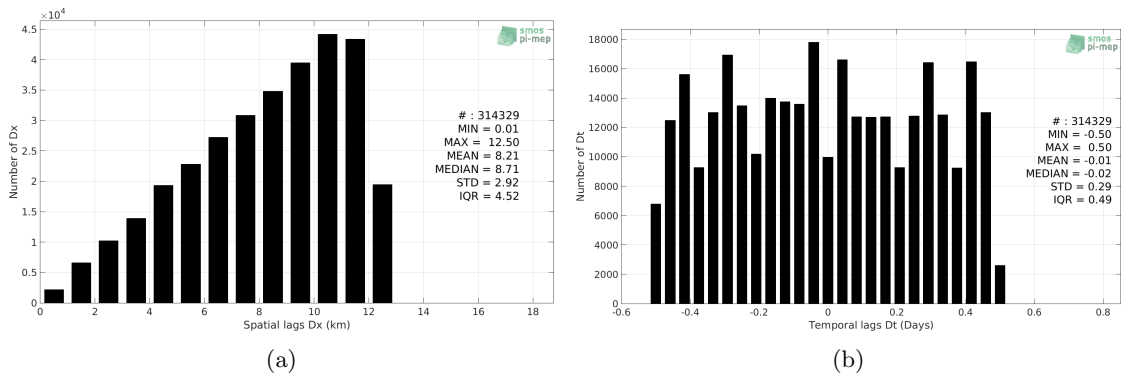 ×10⁴
4.5
4
3.5
3
2.5
2
1.5
1
0.5
0
Number of Dx
0 2 4 6 8 10 12 14 16 18
Spatial lags Dx (km)
smos
pi-mep
# : 314329
MIN = 0.01
MAX = 12.50
MEAN = 8.21
MEDIAN = 8.71
STD = 2.92
IQR = 4.52
(a)
18000
16000
14000
12000
10000
8000
6000
4000
2000
0
Number of Dt
-0.6 -0.4 -0.2 0 0.2 0.4 0.6 0.8
Temporal lags Dt (Days)
smos
pi-mep
# : 314329
MIN = -0.50
MAX = 0.50
MEAN = -0.01
MEDIAN = -0.02
STD = 0.29
IQR = 0.49
(b)